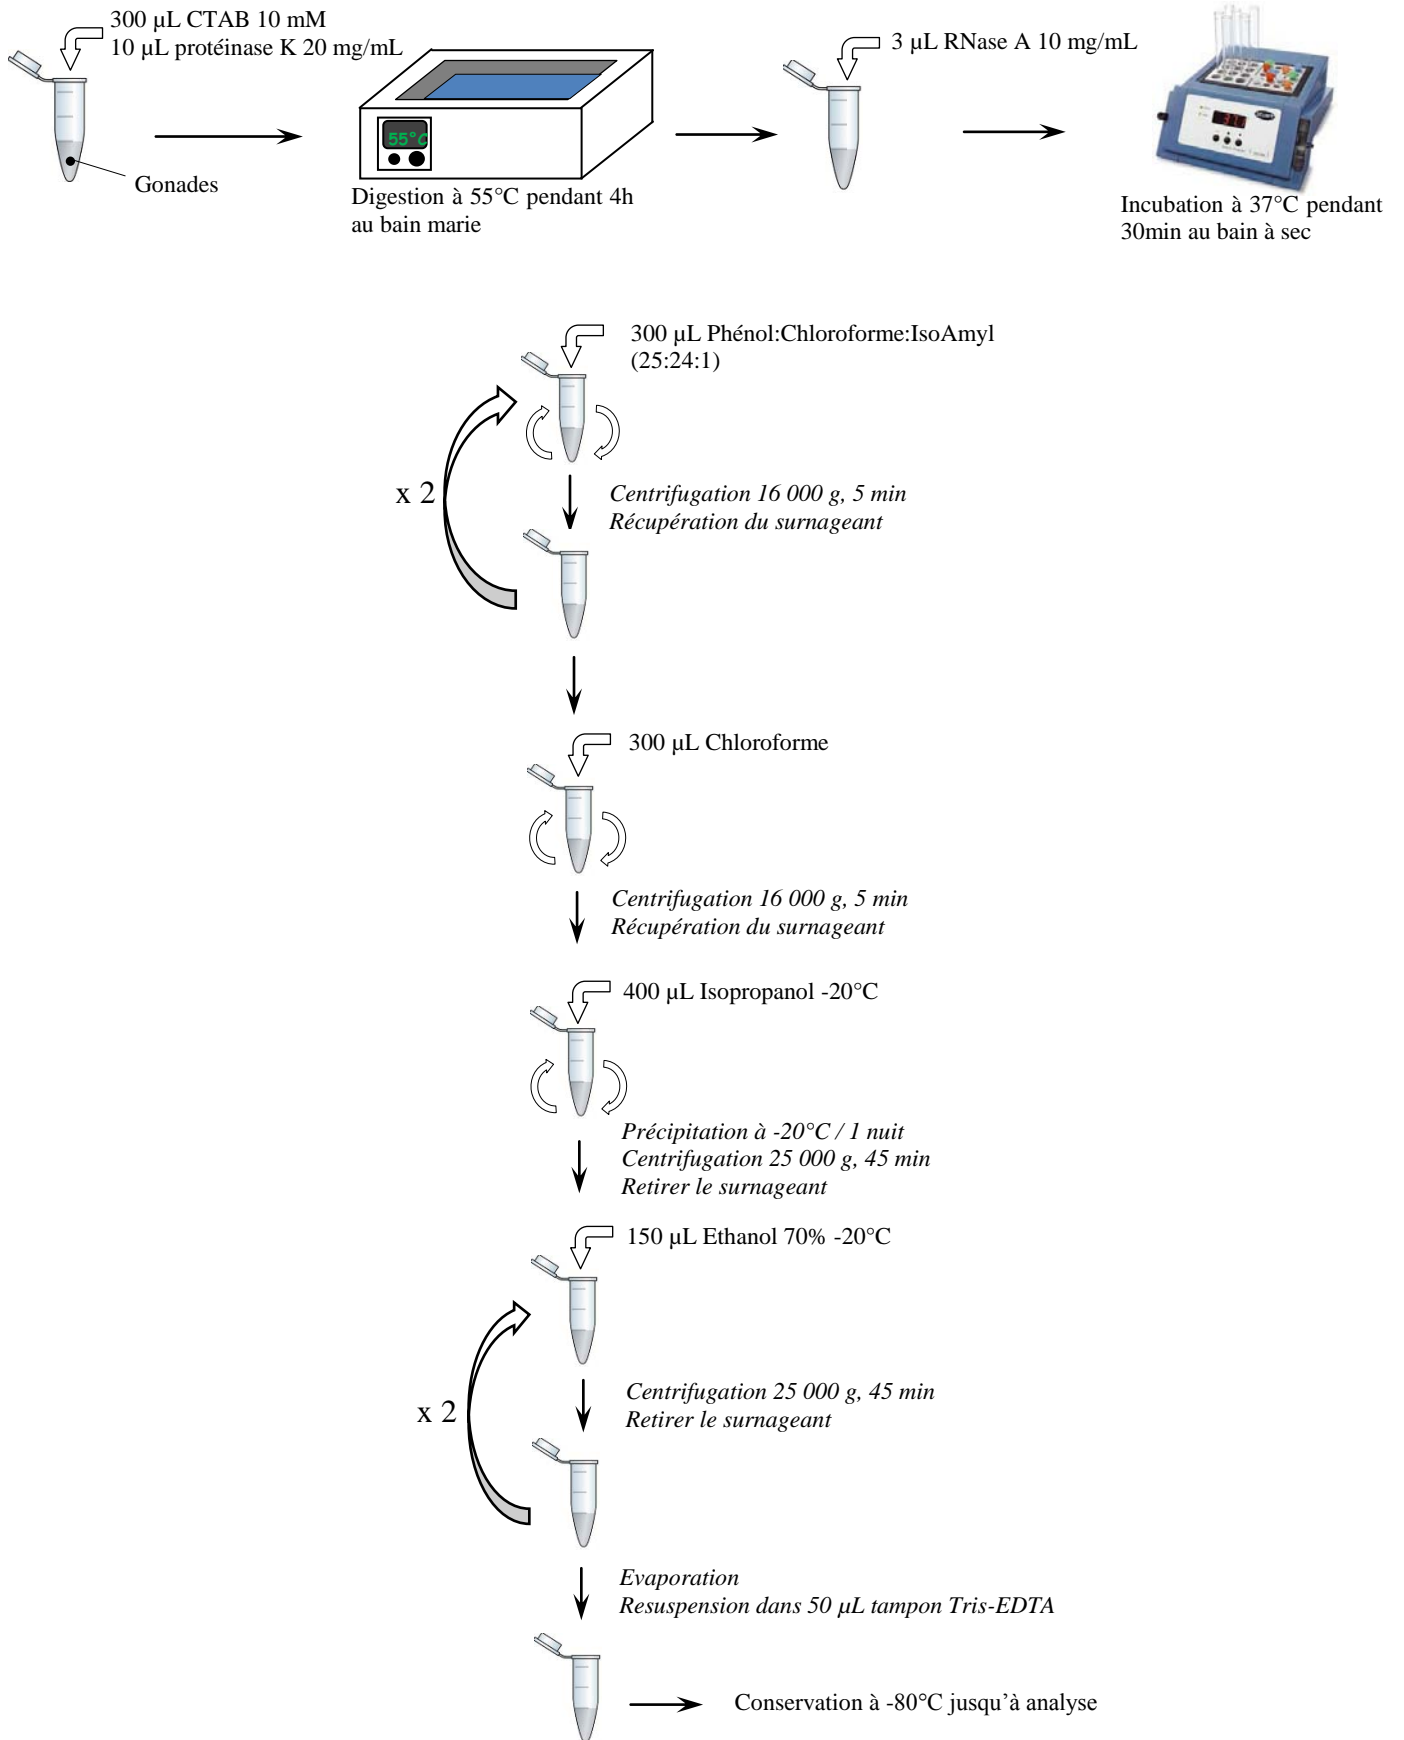 300 µL CTAB 10 mM
10 µL protéinase K 20 mg/mL
Gonades
55°C
Digestion à 55°C pendant 4h
au bain marie
3 µL RNase A 10 mg/mL
Incubation à 37°C pendant
30min au bain à sec
300 µL Phénol:Chloroforme:IsoAmyl
(25:24:1)
x 2
Centrifugation 16 000 g, 5 min
Récupération du surnageant
300 µL Chloroforme
Centrifugation 16 000 g, 5 min
Récupération du surnageant
400 µL Isopropanol -20°C
Précipitation à -20°C / 1 nuit
Centrifugation 25 000 g, 45 min
Retirer le surnageant
150 µL Ethanol 70% -20°C
x 2
Centrifugation 25 000 g, 45 min
Retirer le surnageant
Evaporation
Resuspension dans 50 µL tampon Tris-EDTA
Conservation à -80°C jusqu’à analyse